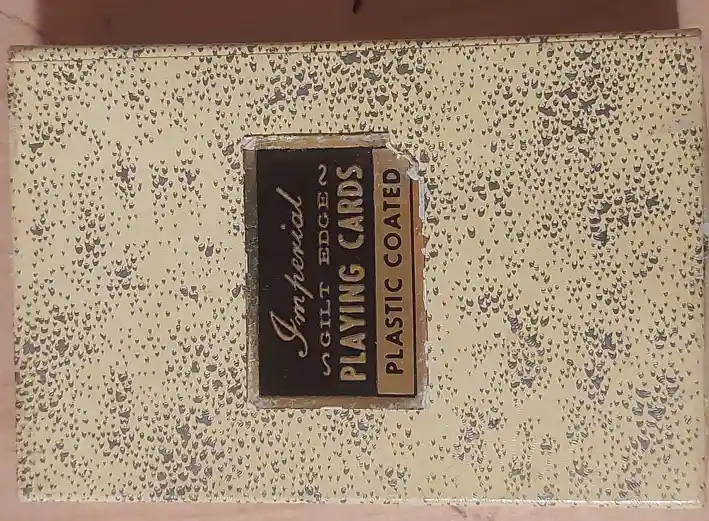 Imperial
GILT EDGE
PLAYING CARDS
PLASTIC COATED